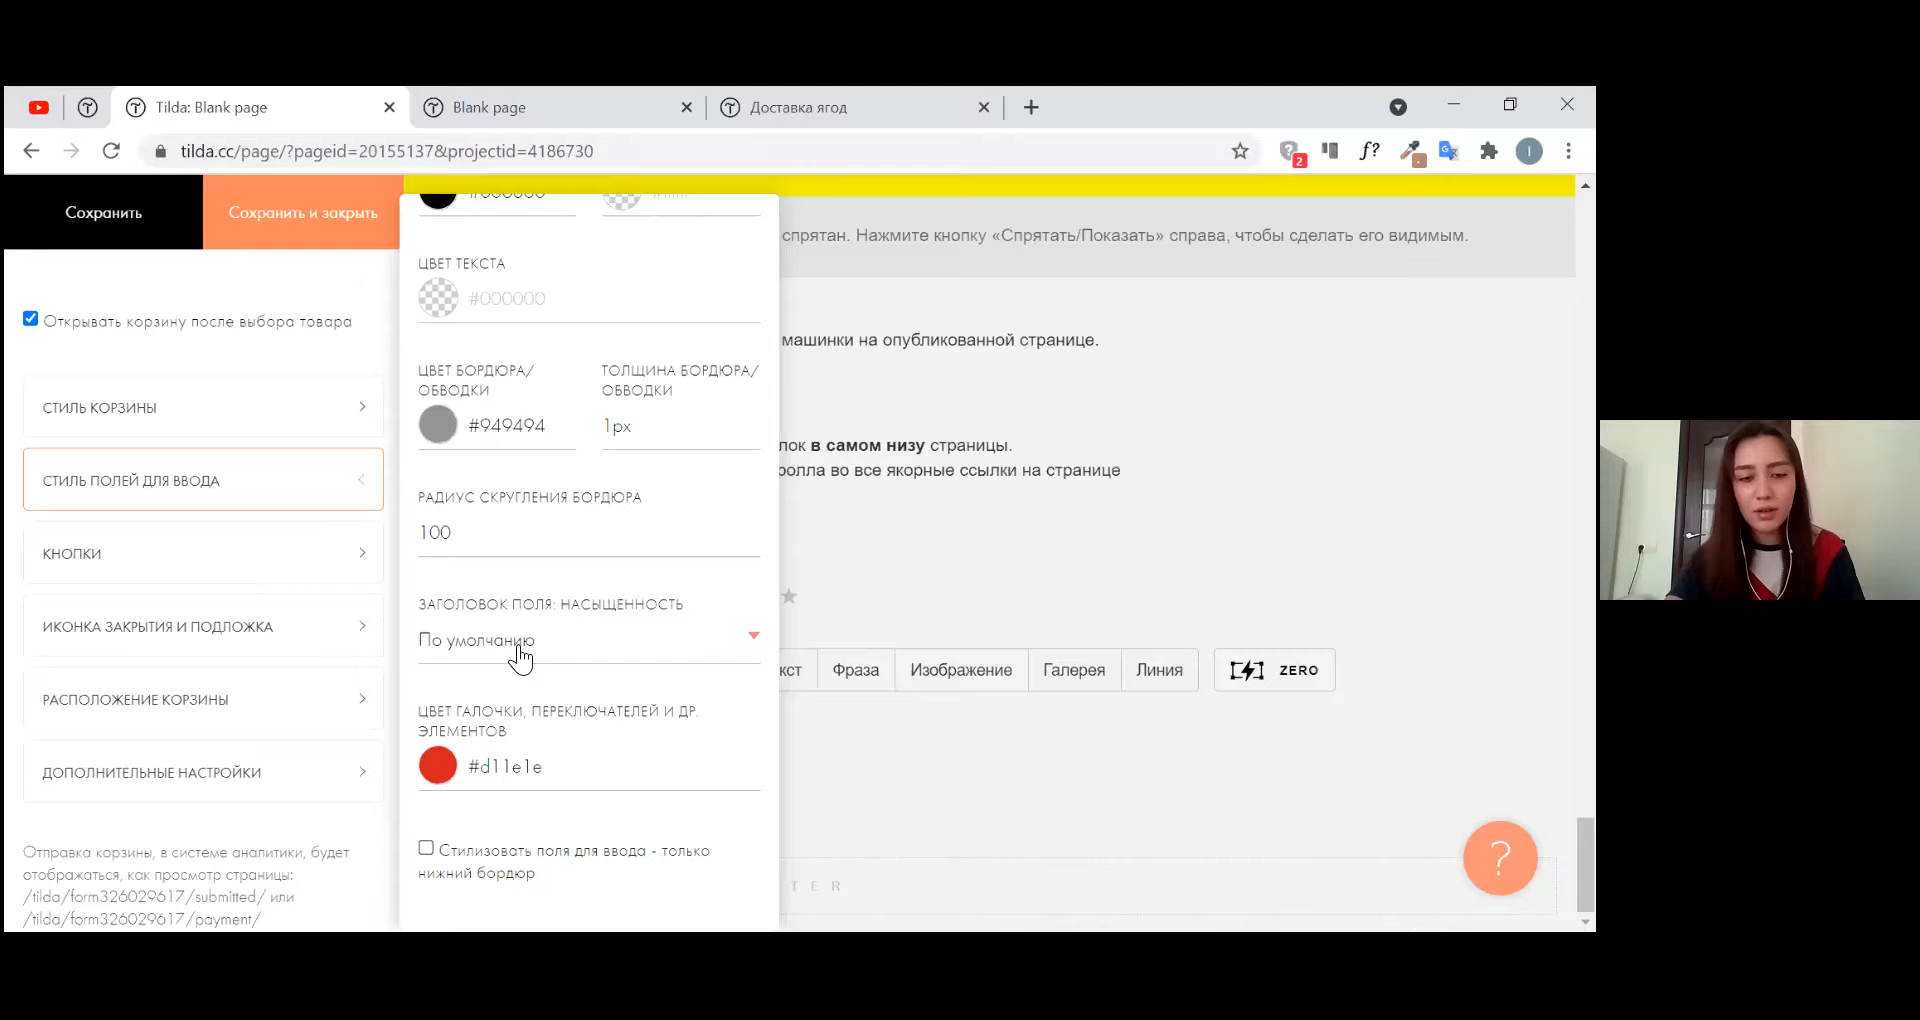 Tilda: Blank page
Blank page
Доставка ягод
tilda.cc/page/?pageid=20155137&projectid=4186730
f?
2
I
Сохранить
Сохранить и закрыть
Открывать корзину после выбора товара
СТИЛЬ КОРЗИНЫ
СТИЛЬ ПОЛЕЙ ДЛЯ ВВОДА
КНОПКИ
ИКОНКА ЗАКРЫТИЯ И ПОДЛОЖКА
РАСПОЛОЖЕНИЕ КОРЗИНЫ
ДОПОЛНИТЕЛЬНЫЕ НАСТРОЙКИ
Отправка корзины, в системе аналитики, будет
отображаться, как просмотр страницы:
/tilda/form326029617/submitted/ или
/tilda/form326029617/payment/
#000000
ЦВЕТ ТЕКСТА
#000000
ЦВЕТ БОРДЮРА/
ОБВОДКИ
#949494
ТОЛЩИНА БОРДЮРА/
ОБВОДКИ
1px
РАДИУС СКРУГЛЕНИЯ БОРДЮРА
100
ЗАГОЛОВОК ПОЛЯ: НАСЫЩЕННОСТЬ
По умолчанию
ЦВЕТ ГАЛОЧКИ, ПЕРЕКЛЮЧАТЕЛЕЙ И ДР.
ЭЛЕМЕНТОВ
#d11e1e
Стилизовать поля для ввода - только
нижний бордюр
спрятан. Нажмите кнопку «Спрятать/Показать» справа, чтобы сделать его видимым.
машинки на опубликованной странице.
лок в самом низу страницы.
ролла во все якорные ссылки на странице
кст
Фраза
Изображение
Галерея
Линия
ZERO
TER
?